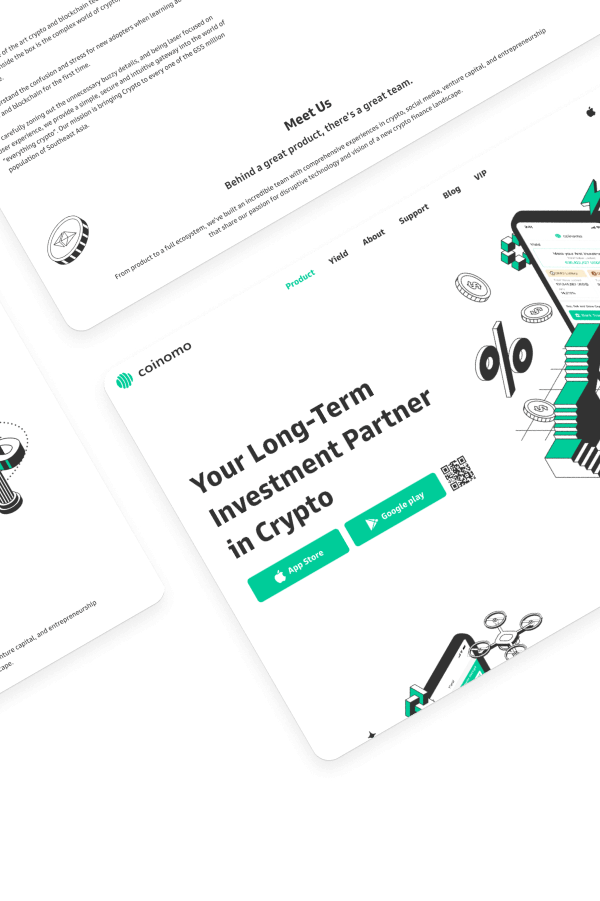 of the art crypto and blockchain
inside the box is the complex world of
the confusion and stress for new adopters when learning
and blockchain for the first time.
carefully zoning out the unnecessary buzzy details, and being laser focused on
user experience, we provide a simple, secure and intuitive gateway into the world of
"everything crypto". Our mission is bringing Crypto to every one of the 655 million
population of Southeast Asia.
Meet Us
Behind a great product, there's a great team.
From product to a full ecosystem, we've built an incredible team with comprehensive experiences in crypto, social media, venture capital, and entrepreneurship
that share our passion for disruptive technology and vision of a new crypto finance landscape.
coinomo
Product Yield About Support Blog VIP
Your Long-Term
Investment Partner
in Crypto
App Store
Google play
coinomo
capital, and entrepreneurship